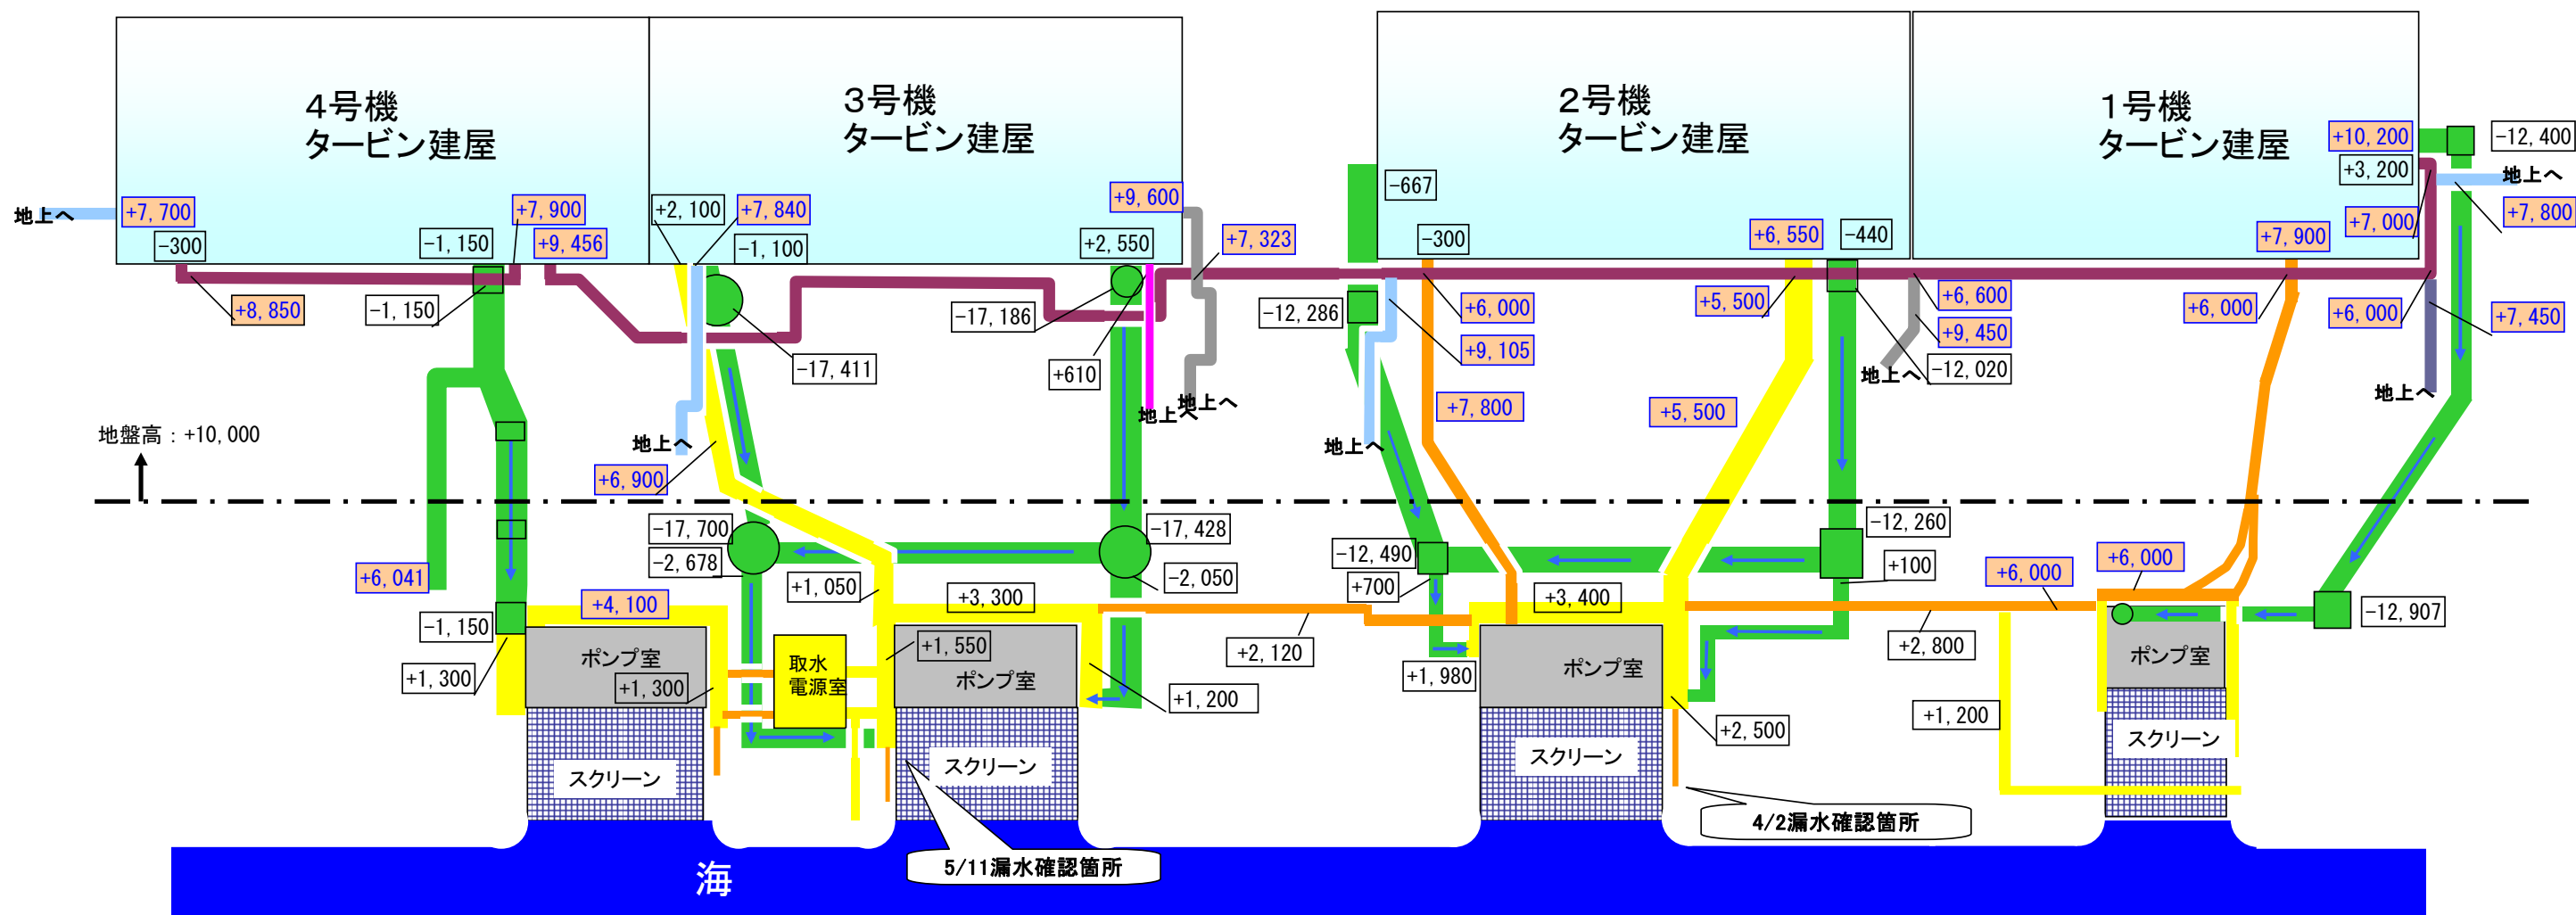 4号機
タービン建屋
3号機
タービン建屋
2号機
タービン建屋
1号機
タービン建屋
+10,200
−12,400
+3,200
地上へ
地上へ
+7,700
−300
−1,150
+7,900
+9,456
+2,100
+7,840
−1,100
+9,600
+2,550
+7,323
−667
−300
+6,550
−440
+7,900
+7,000
+7,800
+8,850
−1,150
−17,411
−17,186
+610
−12,286
+6,000
+9,105
+5,500
+6,600
+9,450
−12,020
+6,000
+6,000
+7,450
地上へ
地上へ
地上へ
地上へ
地上へ
地上へ
+7,800
+5,500
地盤高：+10,000
+6,900
−17,700
−2,678
−17,428
−2,050
−12,490
+700
−12,260
+100
+6,000
+6,000
+6,041
+4,100
+1,050
+3,300
+3,400
−1,150
+1,300
ポンプ室
+1,300
取水
電源室
+1,550
ポンプ室
+1,200
+2,120
+1,980
ポンプ室
+2,500
+2,800
+1,200
ポンプ室
−12,907
スクリーン
スクリーン
スクリーン
スクリーン
4/2漏水確認箇所
5/11漏水確認箇所
海